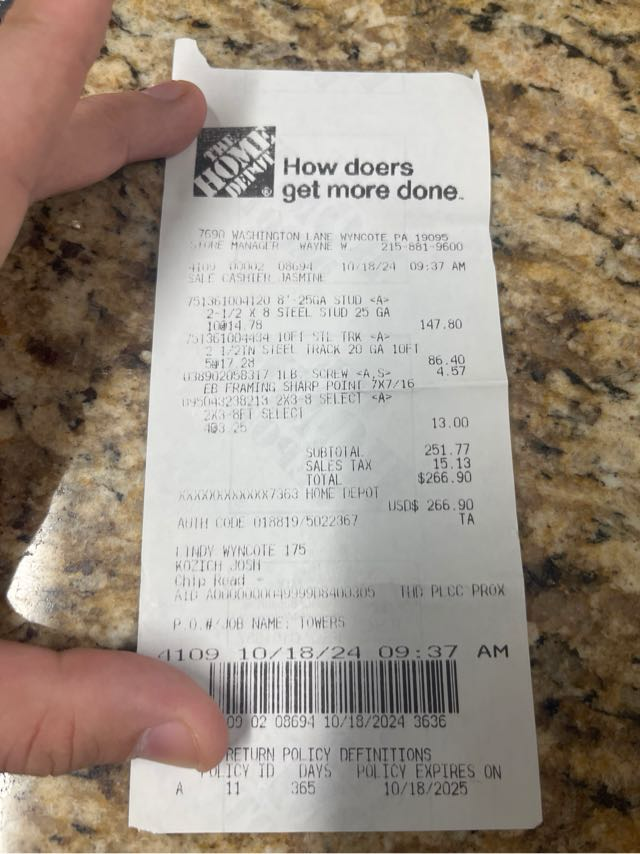 THE HOME DEPOT
How doers
get more done.
7690 WASHINGTON LANE WYNCOTE PA 19095
STORE MANAGER WAYNE W. 215-881-9600
4109 00002 08694 10/18/24 09:37 AM
SALE CASHIER JASMINE
751361004120 8'-25GA STUD <A>
2-1/2 X 8 STEEL STUD 25 GA
10@14.78 147.80
751361004434 10FT STL TRK <A>
2 1/2IN STEEL TRACK 20 GA 10FT
5@17.28 86.40
038902058317 1LB. SCREW <A,S> 4.57
EB FRAMING SHARP POINT 7X7/16
095043238213 2X3-8 SELECT <A>
2X3-8FT SELECT
4@3.25 13.00
SUBTOTAL 251.77
SALES TAX 15.13
TOTAL $266.90
XXXXXXXXXXXX7363 HOME DEPOT
USD$ 266.90
AUTH CODE 018819/5022367 TA
WYNCOTE 175
KOZICH JOSH
Chip Read
AID THD PLCC PROX
P.O.#/JOB NAME: TOWERS
4109 10/18/24 09:37 AM
09 02 08694 10/18/2024 3636
RETURN POLICY DEFINITIONS
POLICY ID DAYS POLICY EXPIRES ON
A 11 365 10/18/2025